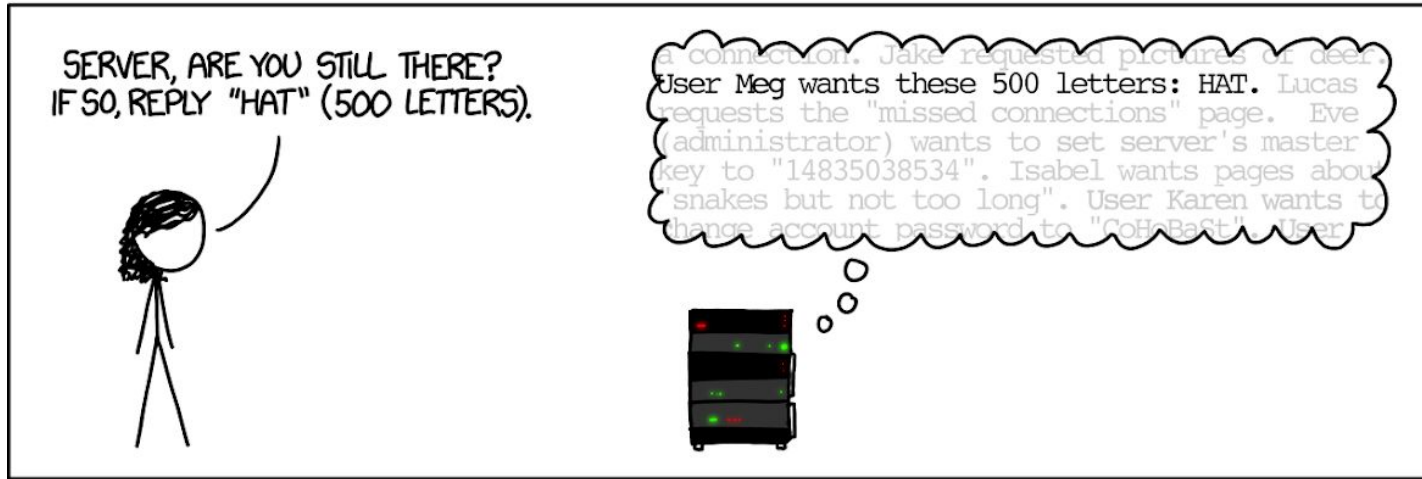 SERVER, ARE YOU STILL THERE?
IF SO, REPLY "HAT" (500 LETTERS).
a connection. Jake requested pictures of deer.
User Meg wants these 500 letters: HAT. Lucas
requests the "missed connections" page. Eve
(administrator) wants to set server's master
key to "14835038534". Isabel wants pages about
"snakes but not too long". User Karen wants to
change account password to "CoHoBaSt". User